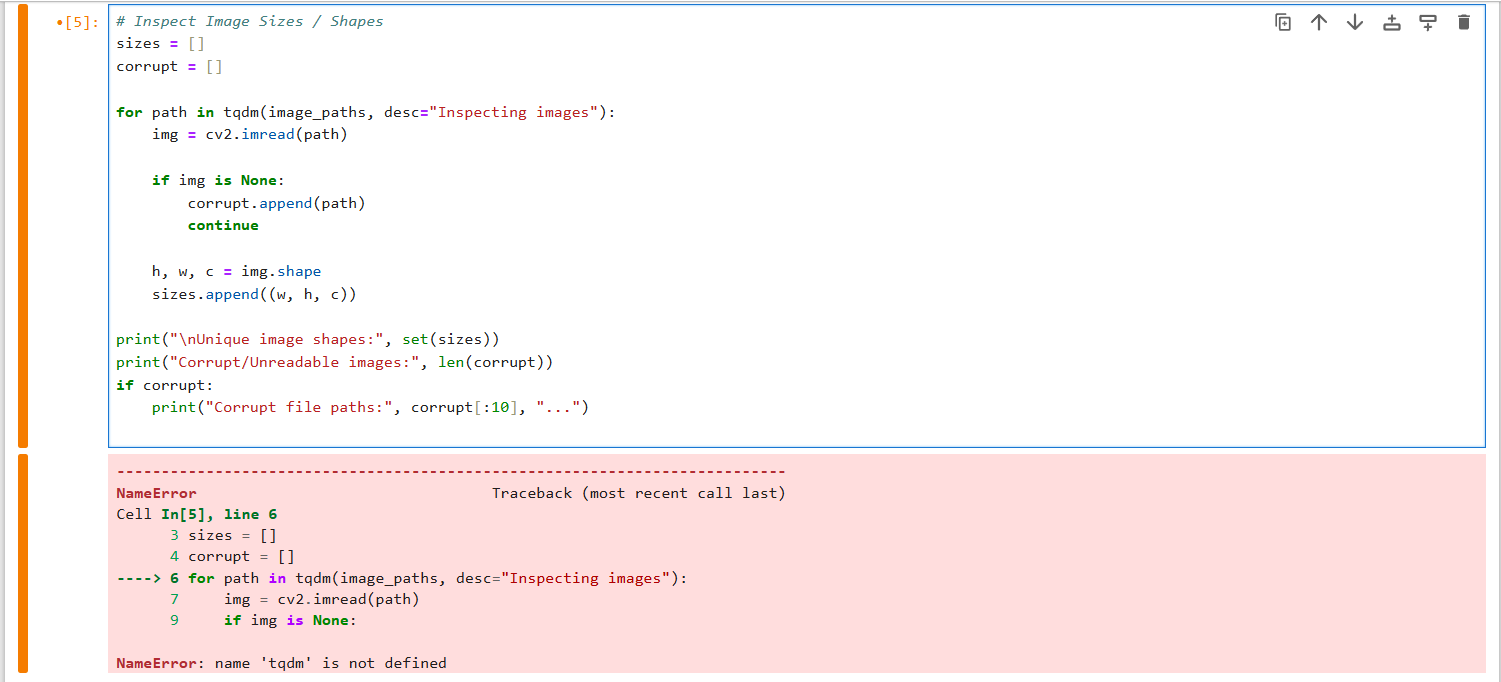 •[5]:
# Inspect Image Sizes / Shapes
sizes = []
corrupt = []

for path in tqdm(image_paths, desc="Inspecting images"):
    img = cv2.imread(path)

    if img is None:
        corrupt.append(path)
        continue

    h, w, c = img.shape
    sizes.append((w, h, c))

print("\nUnique image shapes:", set(sizes))
print("Corrupt/Unreadable images:", len(corrupt))
if corrupt:
    print("Corrupt file paths:", corrupt[:10], "...")

---------------------------------------------------------------------------
NameError                                 Traceback (most recent call last)
Cell In[5], line 6
      3 sizes = []
      4 corrupt = []
----> 6 for path in tqdm(image_paths, desc="Inspecting images"):
      7     img = cv2.imread(path)
      9     if img is None:

NameError: name 'tqdm' is not defined